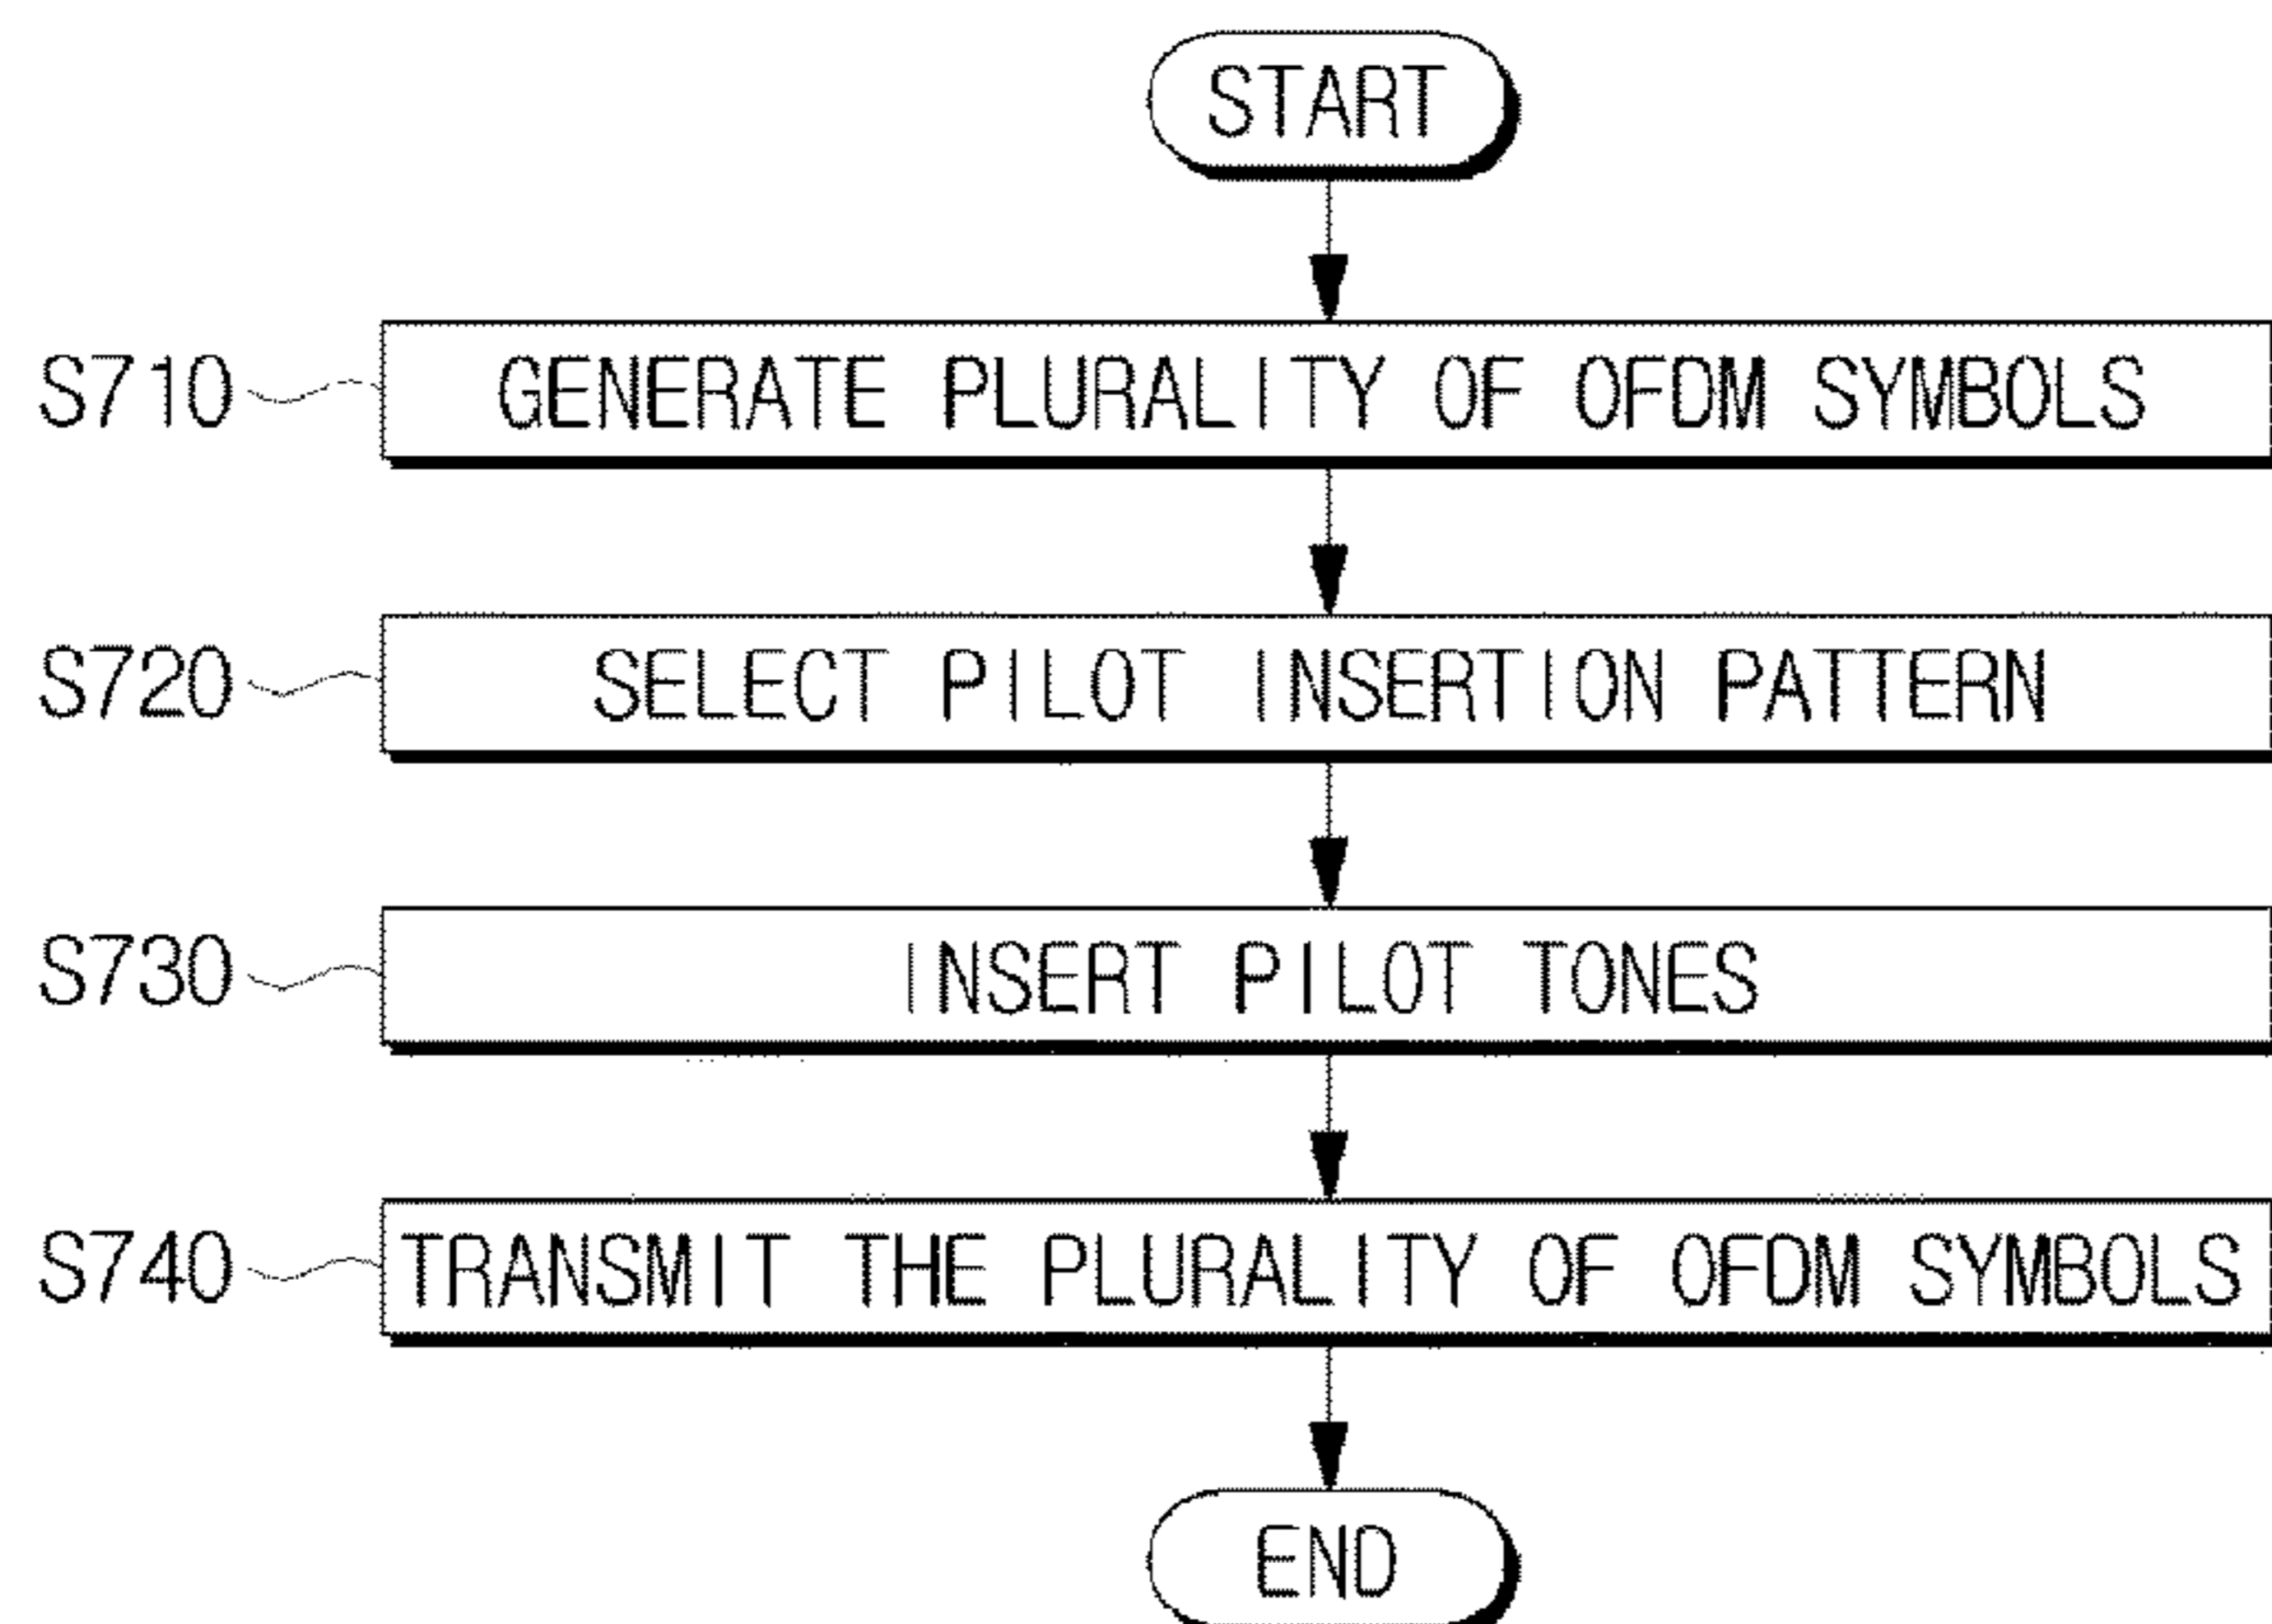 START
S710 GENERATE PLURALITY OF OFDM SYMBOLS
S720 SELECT PILOT INSERTION PATTERN
S730 INSERT PILOT TONES
S740 TRANSMIT THE PLURALITY OF OFDM SYMBOLS
END